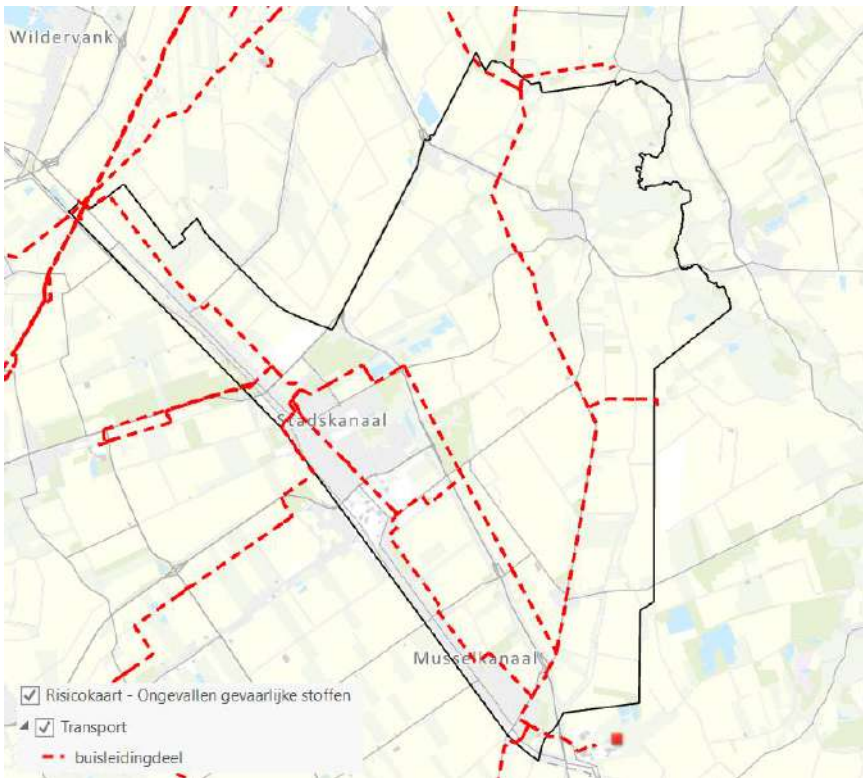 Wildervank
Stadskanaal
Musselkanaal
Risicokaart - Ongevallen gevaarlijke stoffen
Transport
buisleidingdeel